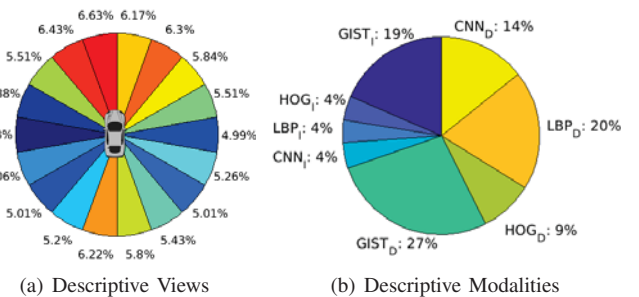 6.63% 6.17%
6.43% 6.3%
5.51% 5.84%
5.51%
4.99%
5.26%
5.01% 5.01%
5.2% 5.43%
6.22% 5.8%
GIST_I: 19% CNN_D: 14%
HOG_I: 4%
LBP_I: 4% LBP_D: 20%
CNN_I: 4%
HOG_D: 9%
GIST_D: 27%
(a) Descriptive Views (b) Descriptive Modalities